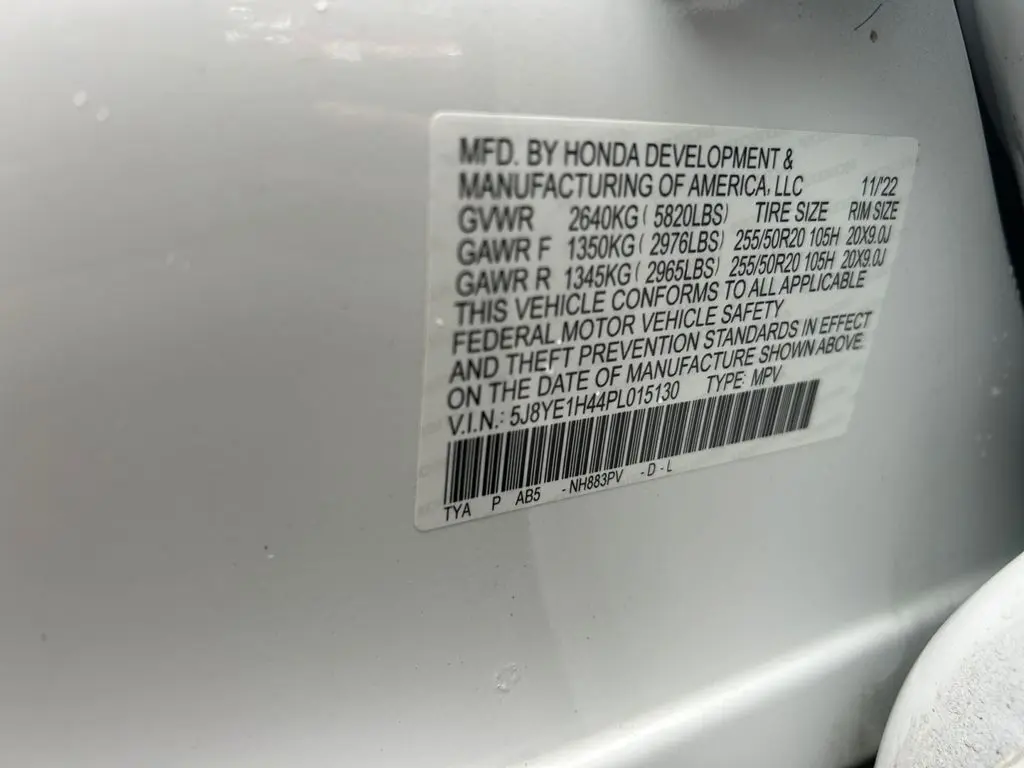 MFD. BY HONDA DEVELOPMENT &
MANUFACTURING OF AMERICA, LLC 11/'22
GVWR 2640KG ( 5820LBS) TIRE SIZE RIM SIZE
GAWR F 1350KG ( 2976LBS) 255/50R20 105H 20X9.0J
GAWR R 1345KG ( 2965LBS) 255/50R20 105H 20X9.0J
THIS VEHICLE CONFORMS TO ALL APPLICABLE
FEDERAL MOTOR VEHICLE SAFETY
AND THEFT PREVENTION STANDARDS IN EFFECT
ON THE DATE OF MANUFACTURE SHOWN ABOVE.
V.I.N.: 5J8YE1H44PL015130 TYPE: MPV
TYA P AB5 -NH883PV -D-L